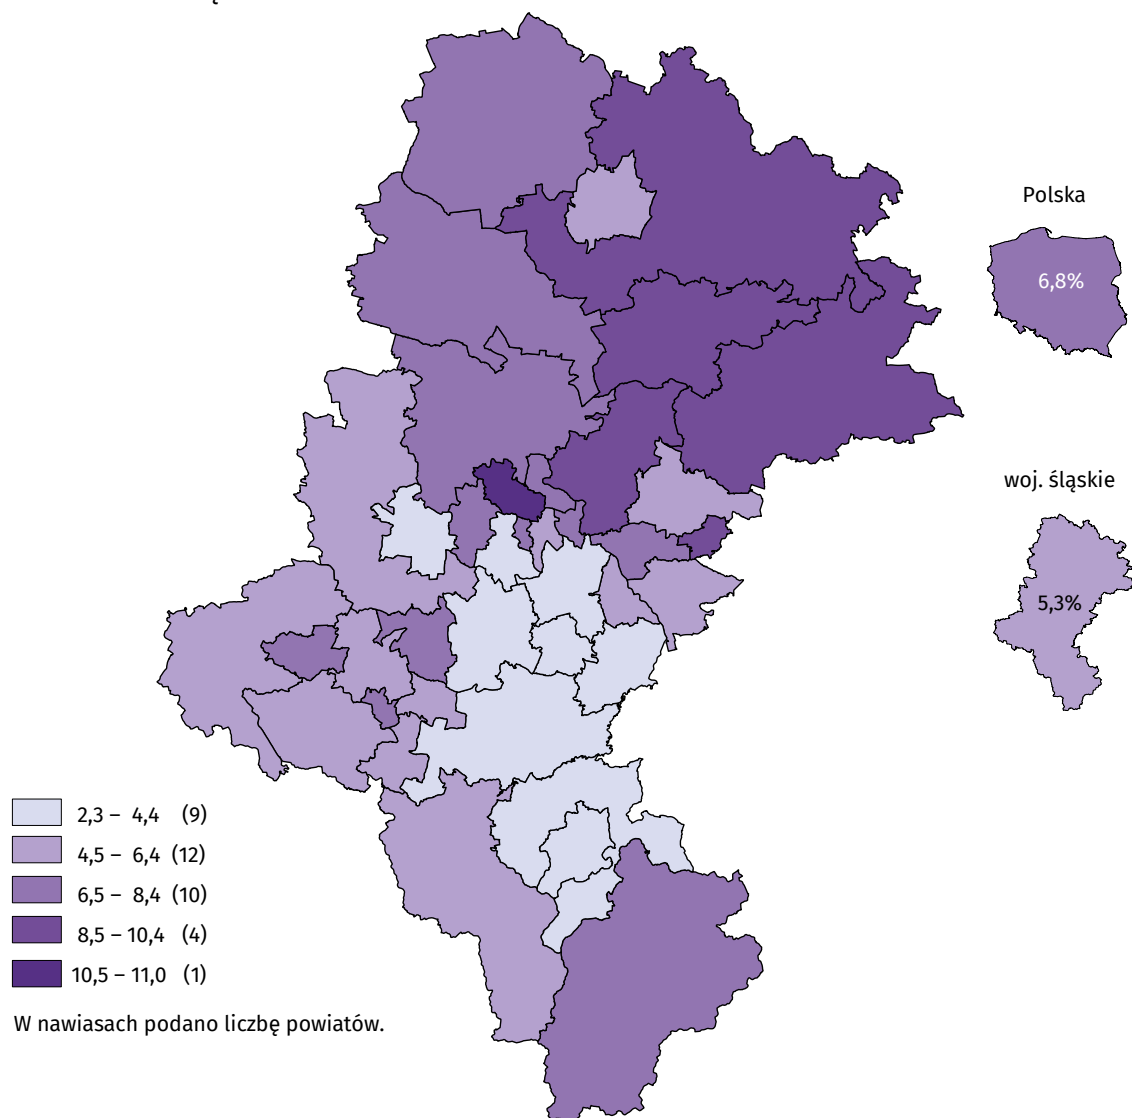 Polska
6,8%
woj. śląskie
5,3%
2,3 – 4,4 (9)
4,5 – 6,4 (12)
6,5 – 8,4 (10)
8,5 – 10,4 (4)
10,5 – 11,0 (1)
W nawiasach podano liczbę powiatów.